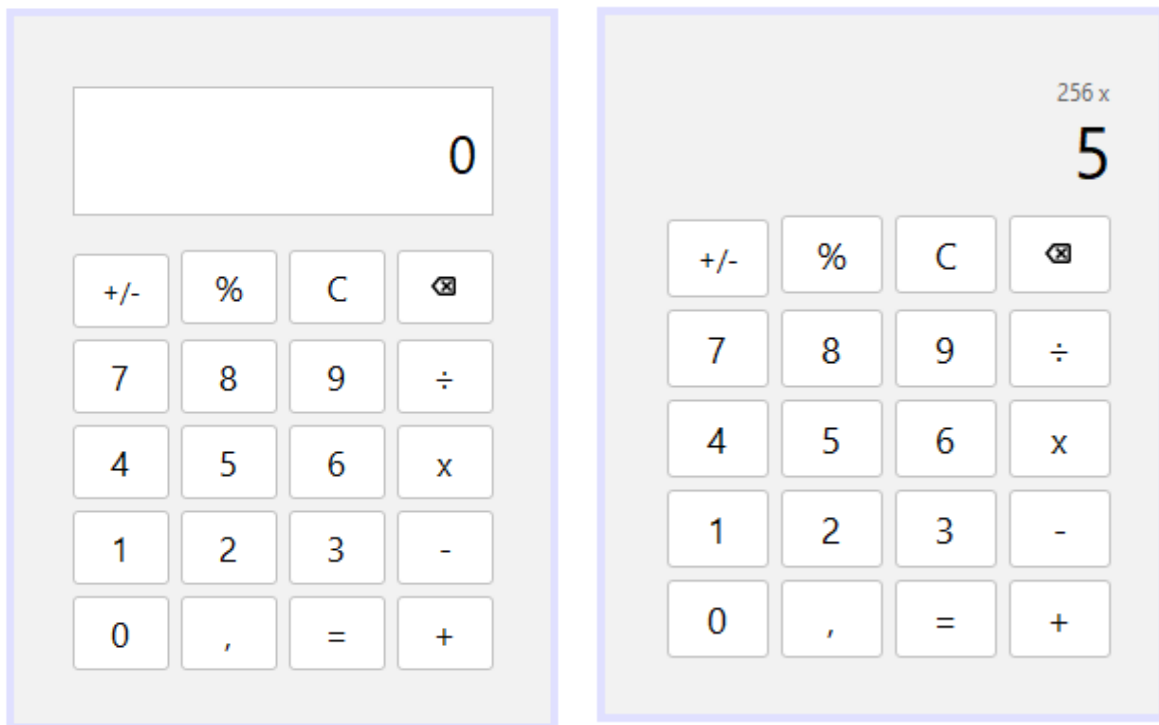 0
+/- % C ⌫
7 8 9 ÷
4 5 6 x
1 2 3 -
0 , = +
256 x
5
+/- % C ⌫
7 8 9 ÷
4 5 6 x
1 2 3 -
0 , = +